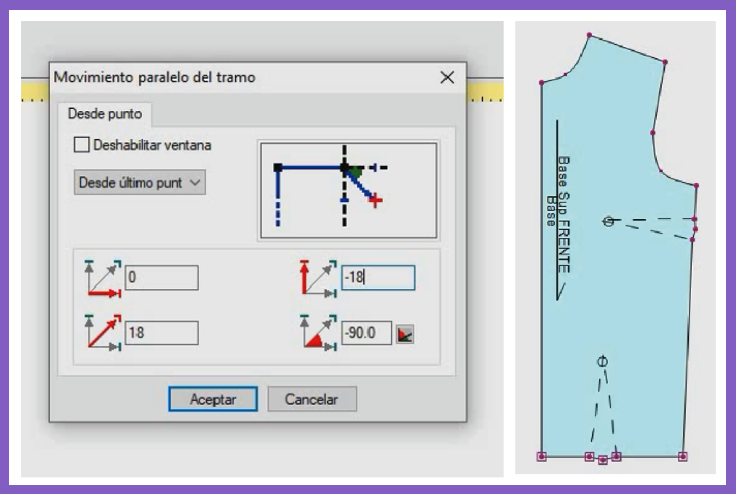 Movimiento paralelo del tramo
Desde punto
Deshabilitar ventana
Desde último punt
0
-18
18
-90.0
Aceptar
Cancelar
Base Sup FRENTE
Base